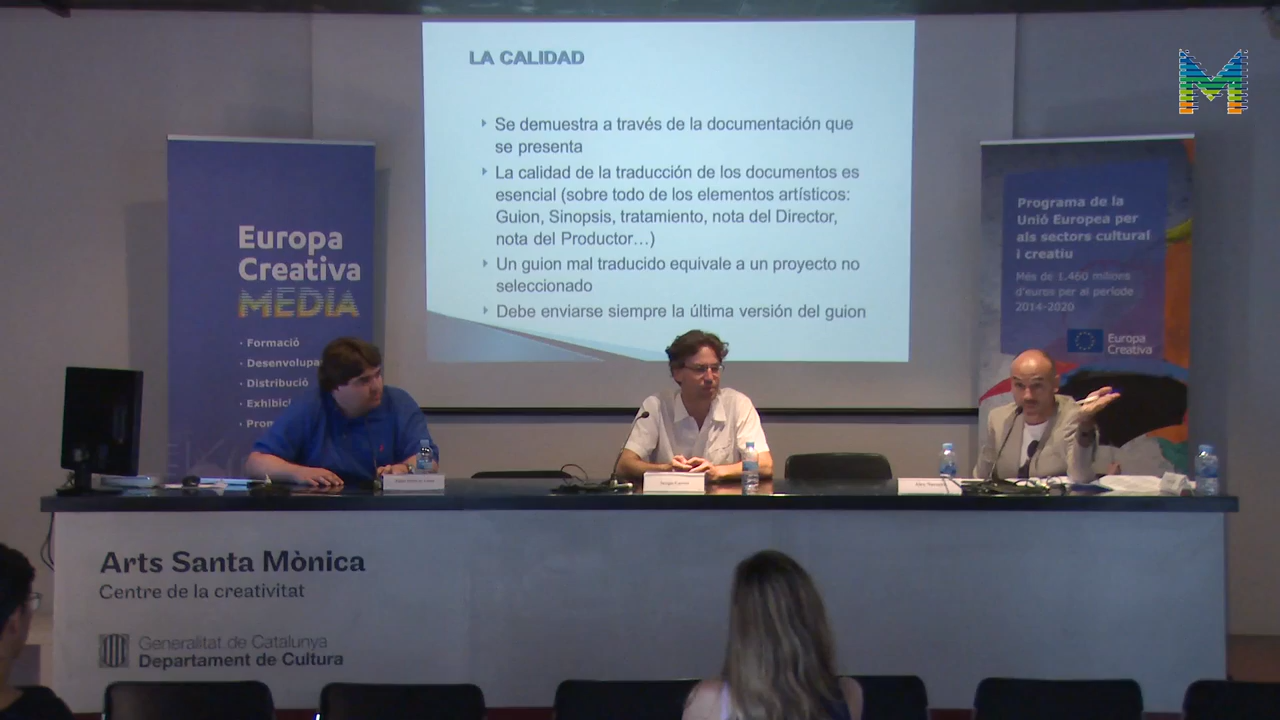 LA CALIDAD
Se demuestra a través de la documentación que
se presenta
La calidad de la traducción de los documentos es
esencial (sobre todo de los elementos artísticos:
Guion, Sinopsis, tratamiento, nota del Director,
nota del Productor…)
Un guion mal traducido equivale a un proyecto no
seleccionado
Debe enviarse siempre la última versión del guion
M
Europa
Creativa
MEDIA
· Formació
· Desenvolupa
· Distribució
· Exhibici
· Prom
Programa de la
Unió Europea per
als sectors cultural
i creatiu
Més de 1.460 milions
d'euros per al període
2014-2020
Europa
Creativa
Arts Santa Mònica
Centre de la creativitat
Generalitat de Catalunya
Departament de Cultura